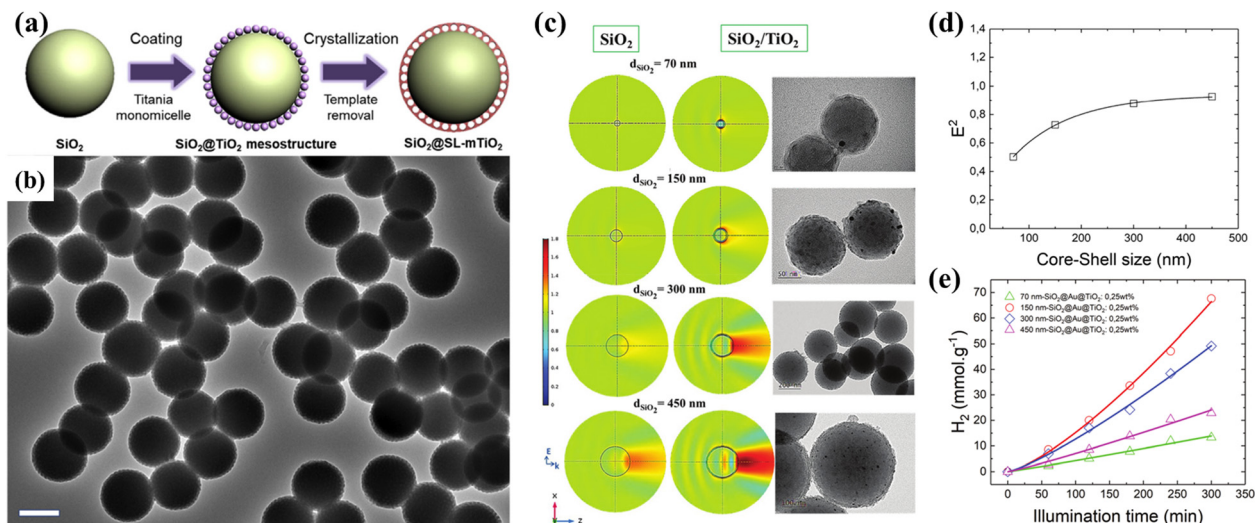 (a)
Coating
Titania
monomicelle
Crystallization
Template
removal
SiO₂
SiO₂@TiO₂ mesostructure
SiO₂@SL-mTiO₂
(b)
(c)
SiO₂
SiO₂/TiO₂
d_SiO₂= 70 nm
d_SiO₂= 150 nm
50 nm
d_SiO₂= 300 nm
200 nm
d_SiO₂= 450 nm
1.8
1.6
1.4
1.2
1
0.8
0.6
0.4
0.2
0
E
k
x
z
(d)
E²
1,4
1,2
1,0
0,8
0,6
0,4
0,2
0,0
0
100
200
300
400
500
Core-Shell size (nm)
(e)
H₂ (mmol.g⁻¹)
70
60
50
40
30
20
10
0
70 nm-SiO₂@Au@TiO₂: 0,25wt%
150 nm-SiO₂@Au@TiO₂: 0,25wt%
300 nm-SiO₂@Au@TiO₂: 0,25wt%
450 nm-SiO₂@Au@TiO₂: 0,25wt%
0
50
100
150
200
250
300
350
Illumination time (min)